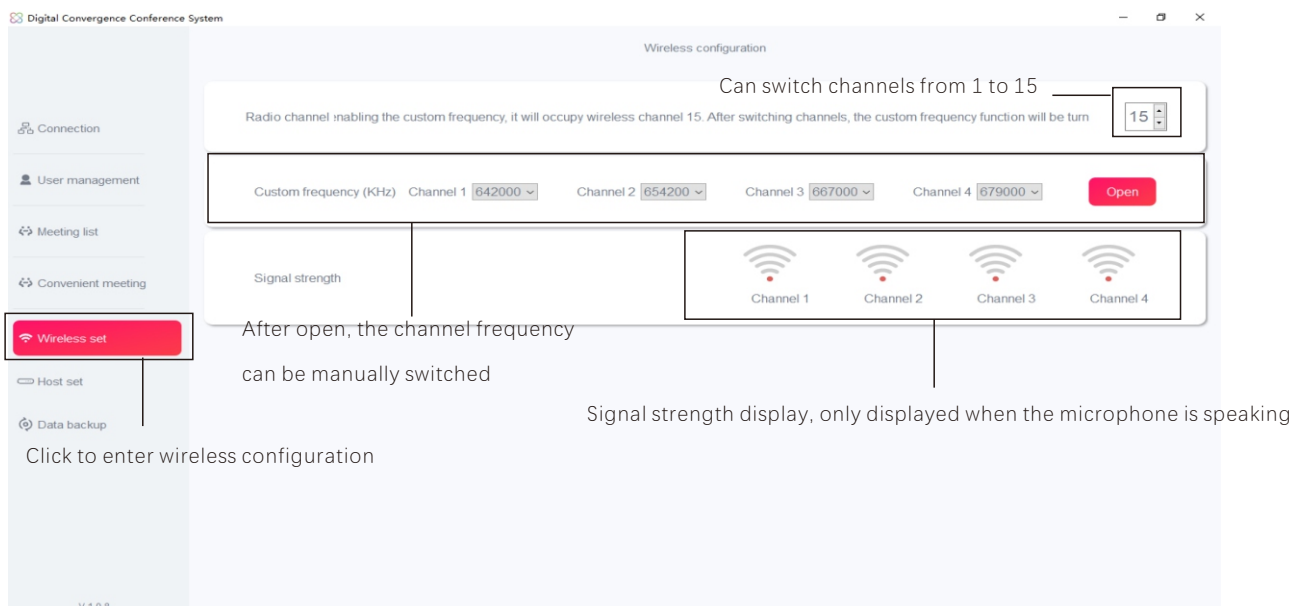 Digital Convergence Conference System
Wireless configuration
Can switch channels from 1 to 15
Radio channel :nabling the custom frequency, it will occupy wireless channel 15. After switching channels, the custom frequency function will be turn
15
Connection
User management
Custom frequency (KHz) Channel 1 642000 Channel 2 654200 Channel 3 667000 Channel 4 679000 Open
Meeting list
Convenient meeting
Signal strength
Channel 1 Channel 2 Channel 3 Channel 4
Wireless set
After open, the channel frequency
can be manually switched
Host set
Signal strength display, only displayed when the microphone is speaking
Data backup
Click to enter wireless configuration